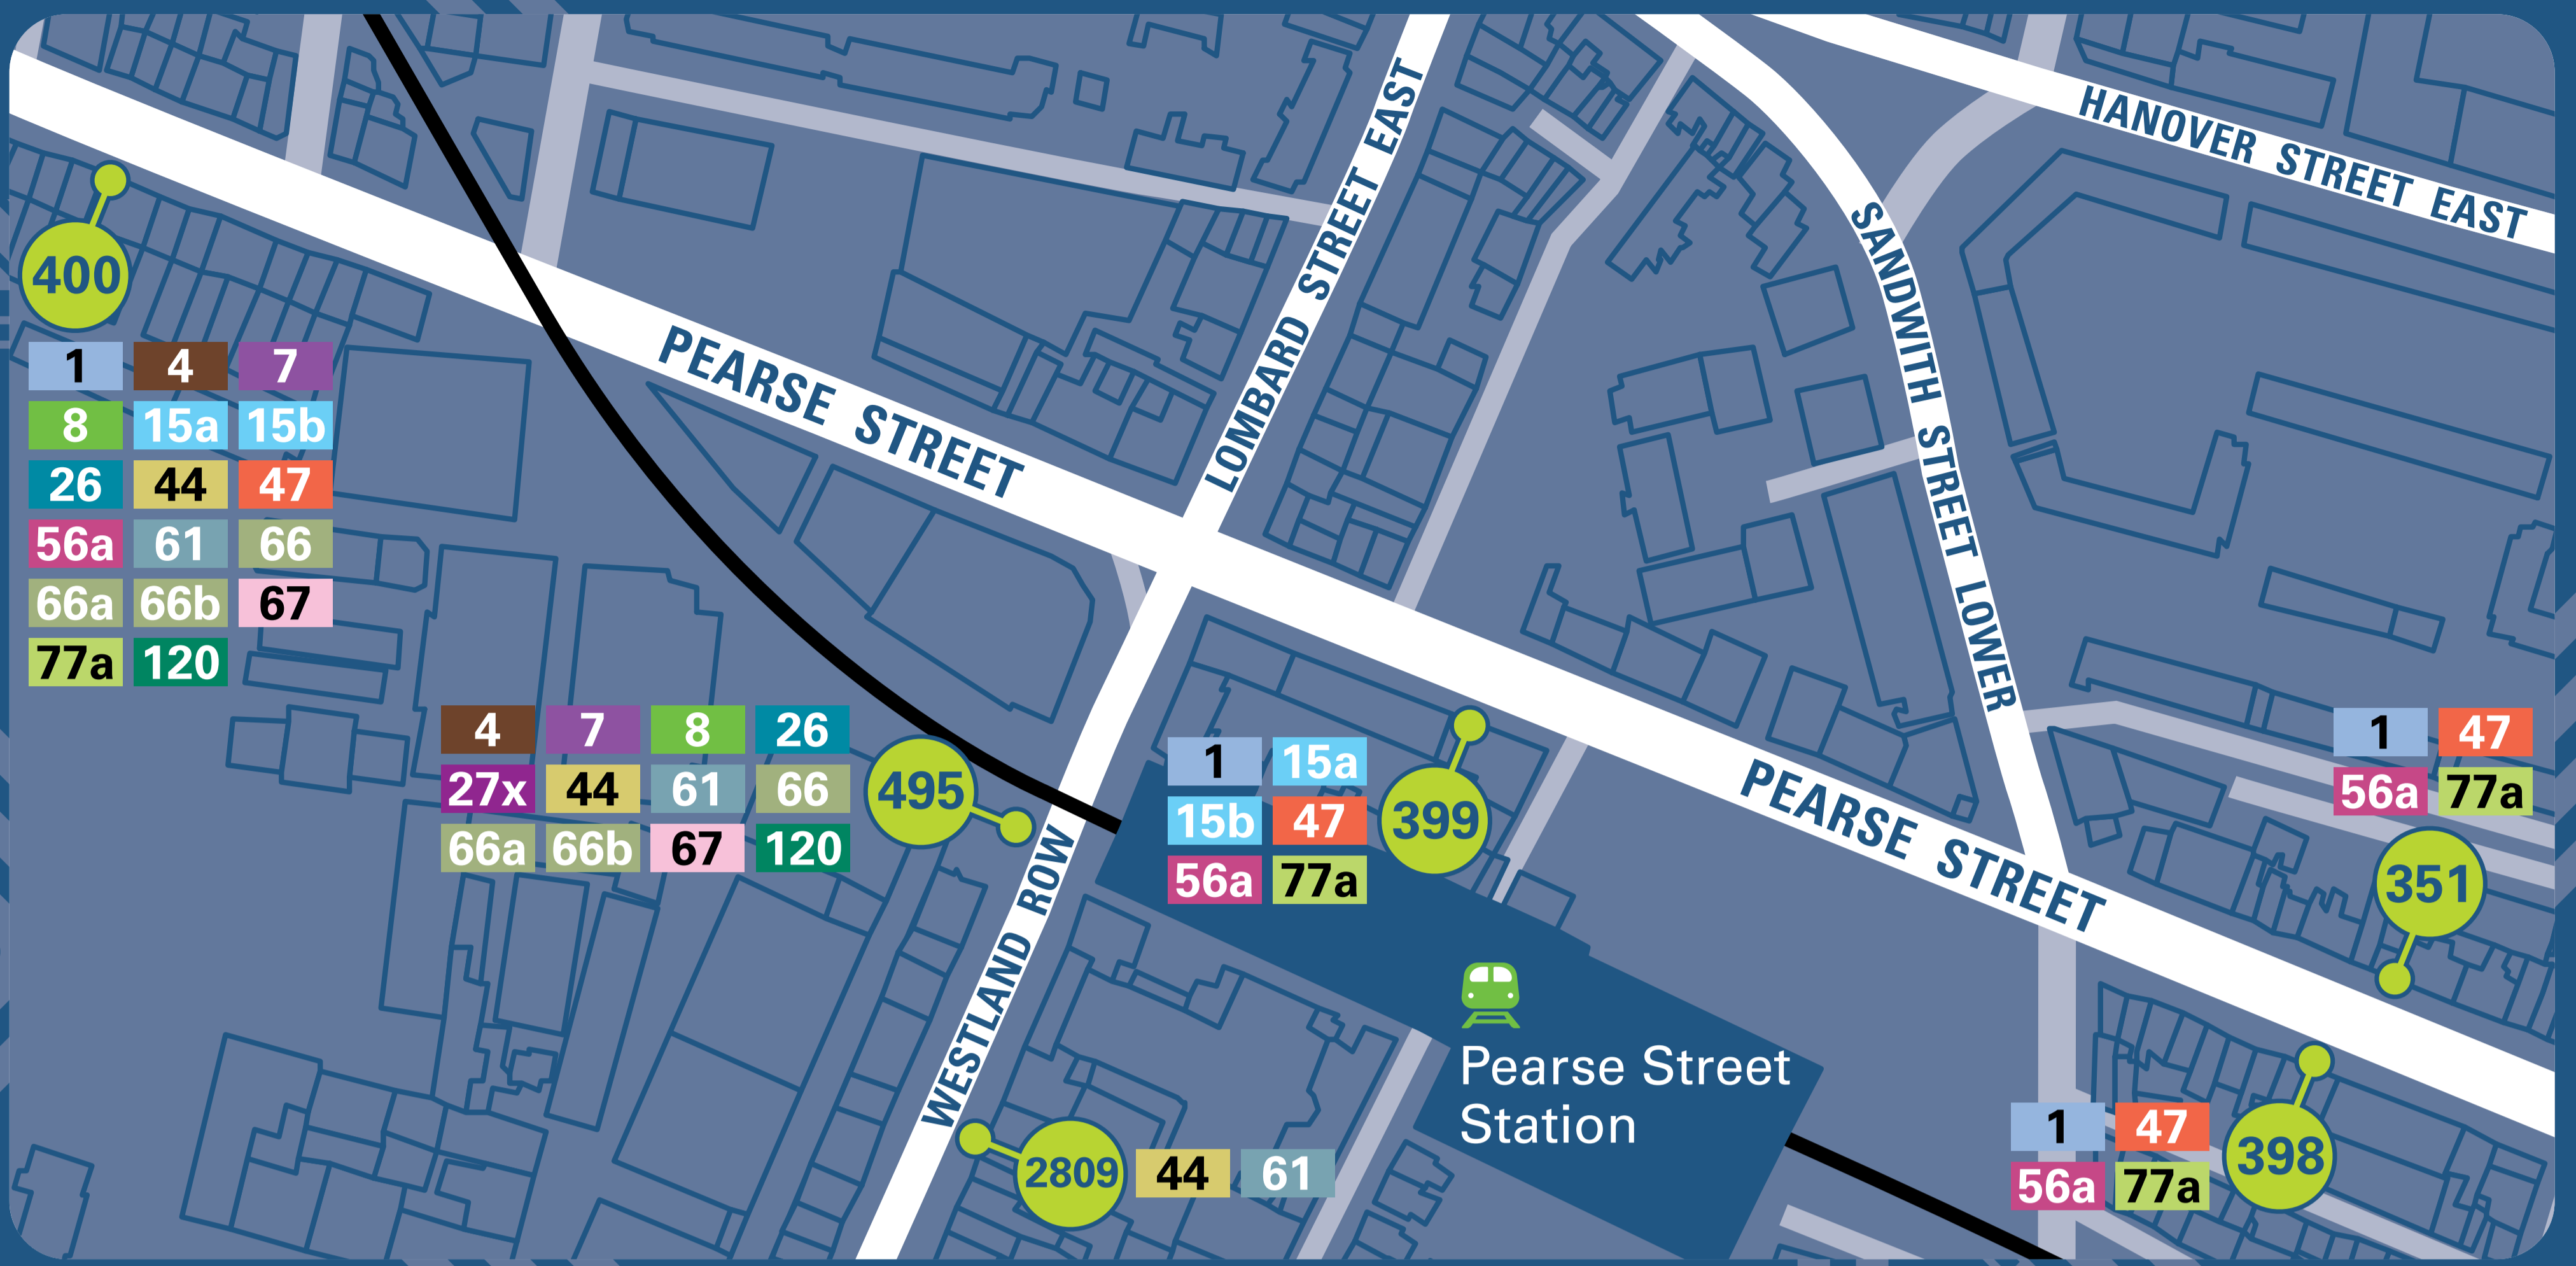 HANOVER STREET EAST
LOMBARD STREET EAST
SANDWITH STREET LOWER
PEARSE STREET
400
1 4 7
8 15a 15b
26 44 47
56a 61 66
66a 66b 67
77a 120
4 7 8 26
27x 44 61 66
66a 66b 67 120
495
1 15a
15b 47
56a 77a
399
PEARSE STREET
1 47
56a 77a
351
WESTLAND ROW
Pearse Street
Station
2809
44 61
1 47
56a 77a
398